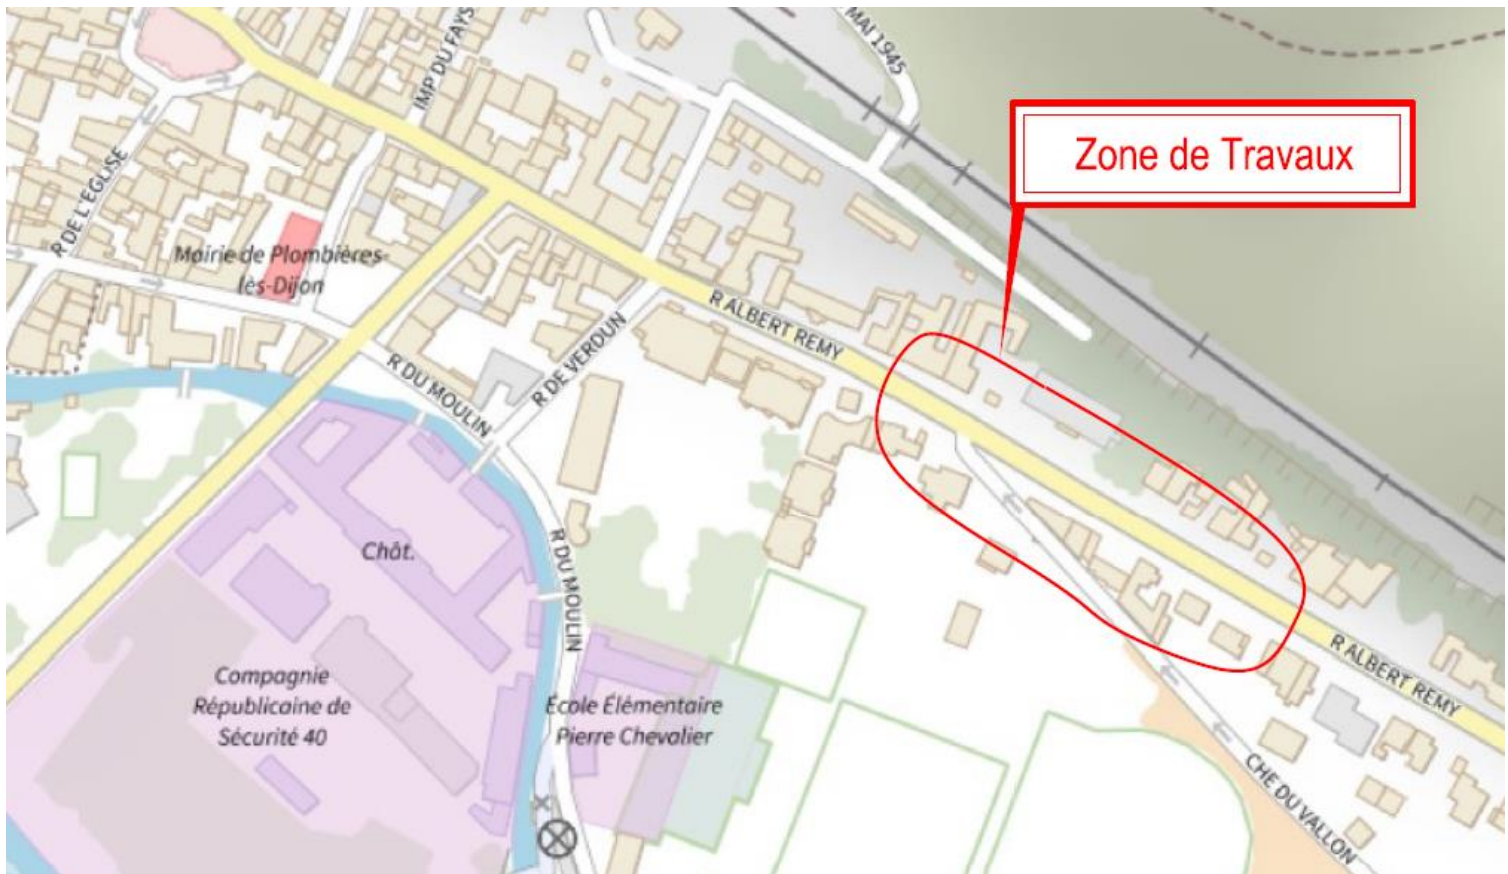 MAI 1945
IMP DU FAYS
Zone de Travaux
R DE L'EGLISE
Mairie de Plombières-
lès-Dijon
R ALBERT REMY
R DE VERDUN
R DU MOULIN
Chât.
R DU MOULIN
R ALBERT REMY
Compagnie
Républicaine de
Sécurité 40
École Élémentaire
Pierre Chevalier
CHE DU VALLON